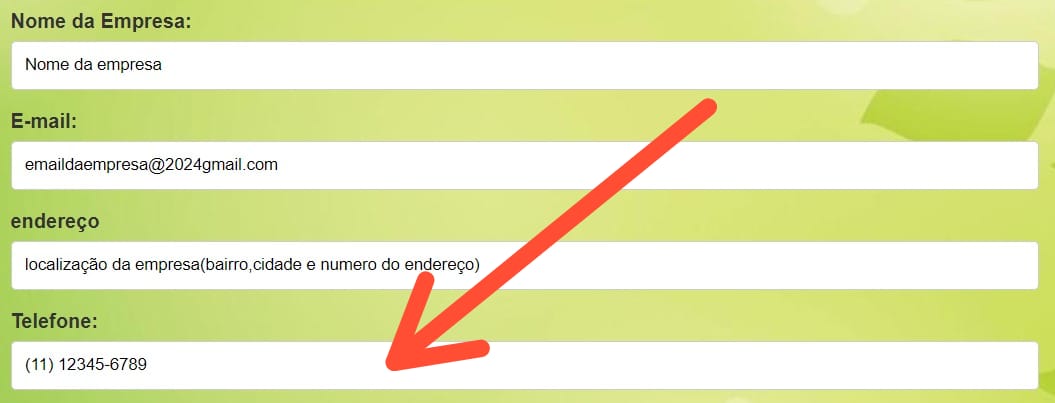 Nome da Empresa:
Nome da empresa
E-mail:
emaildaempresa@2024gmail.com
endereço
localização da empresa(bairro,cidade e numero do endereço)
Telefone:
(11) 12345-6789